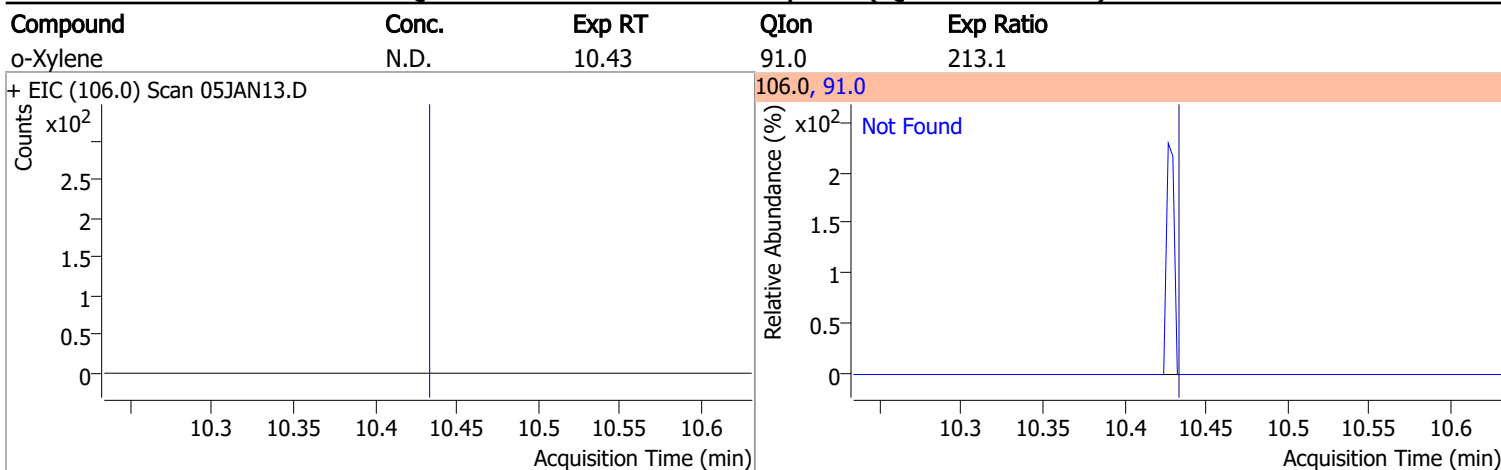 Compound Conc. Exp RT QIon Exp Ratio
o-Xylene N.D. 10.43 91.0 213.1
+ EIC (106.0) Scan 05JAN13.D
Counts
x10²
2.5
2
1.5
1
0.5
0
10.3 10.35 10.4 10.45 10.5 10.55 10.6
Acquisition Time (min)
106.0, 91.0
Relative Abundance (%)
x10²
Not Found
2
1.5
1
0.5
0
10.3 10.35 10.4 10.45 10.5 10.55 10.6
Acquisition Time (min)